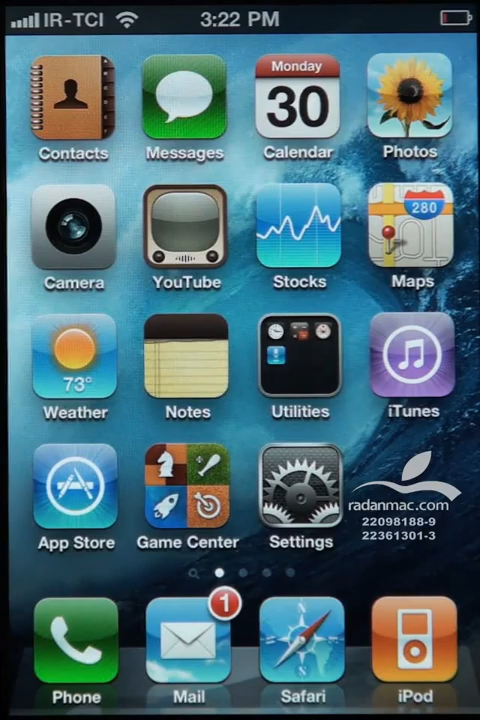 IR-TCI 3:22 PM
Monday
30
Contacts Messages Calendar Photos
280
Camera YouTube Stocks Maps
73°
Weather Notes Utilities iTunes
radanmac.com
22098188-9
22361301-3
App Store Game Center Settings
1
Phone Mail Safari iPod